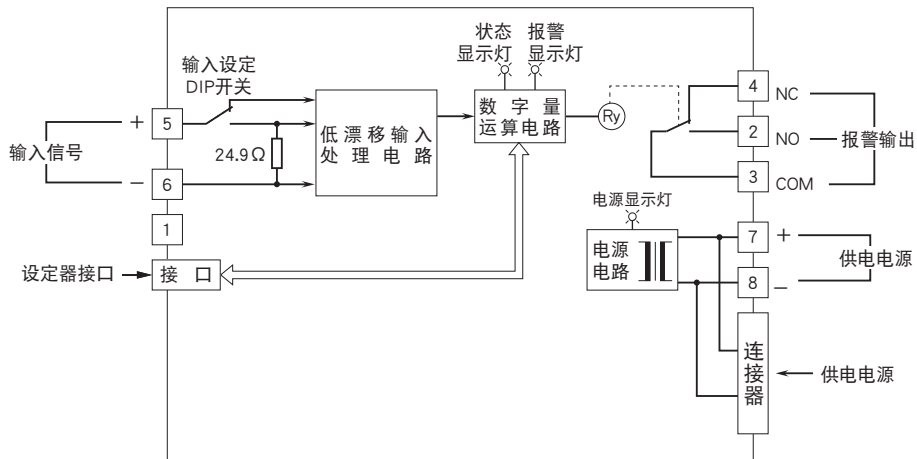 状态
显示灯
报警
显示灯
输入设定
DIP开关
+
5
输入信号
24.9Ω
−
6
1
低漂移输入
处理电路
数字量
运算电路
Ry
4
NC
2
NO
报警输出
3
COM
电源显示灯
电源
电路
7
+
供电电源
8
−
设定器接口
接口
连接器
供电电源